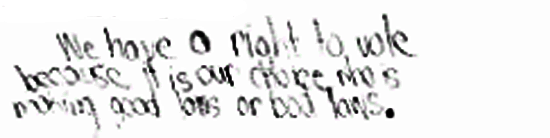 We have a right to vote
because it is our choice who is
making good laws or bad laws.